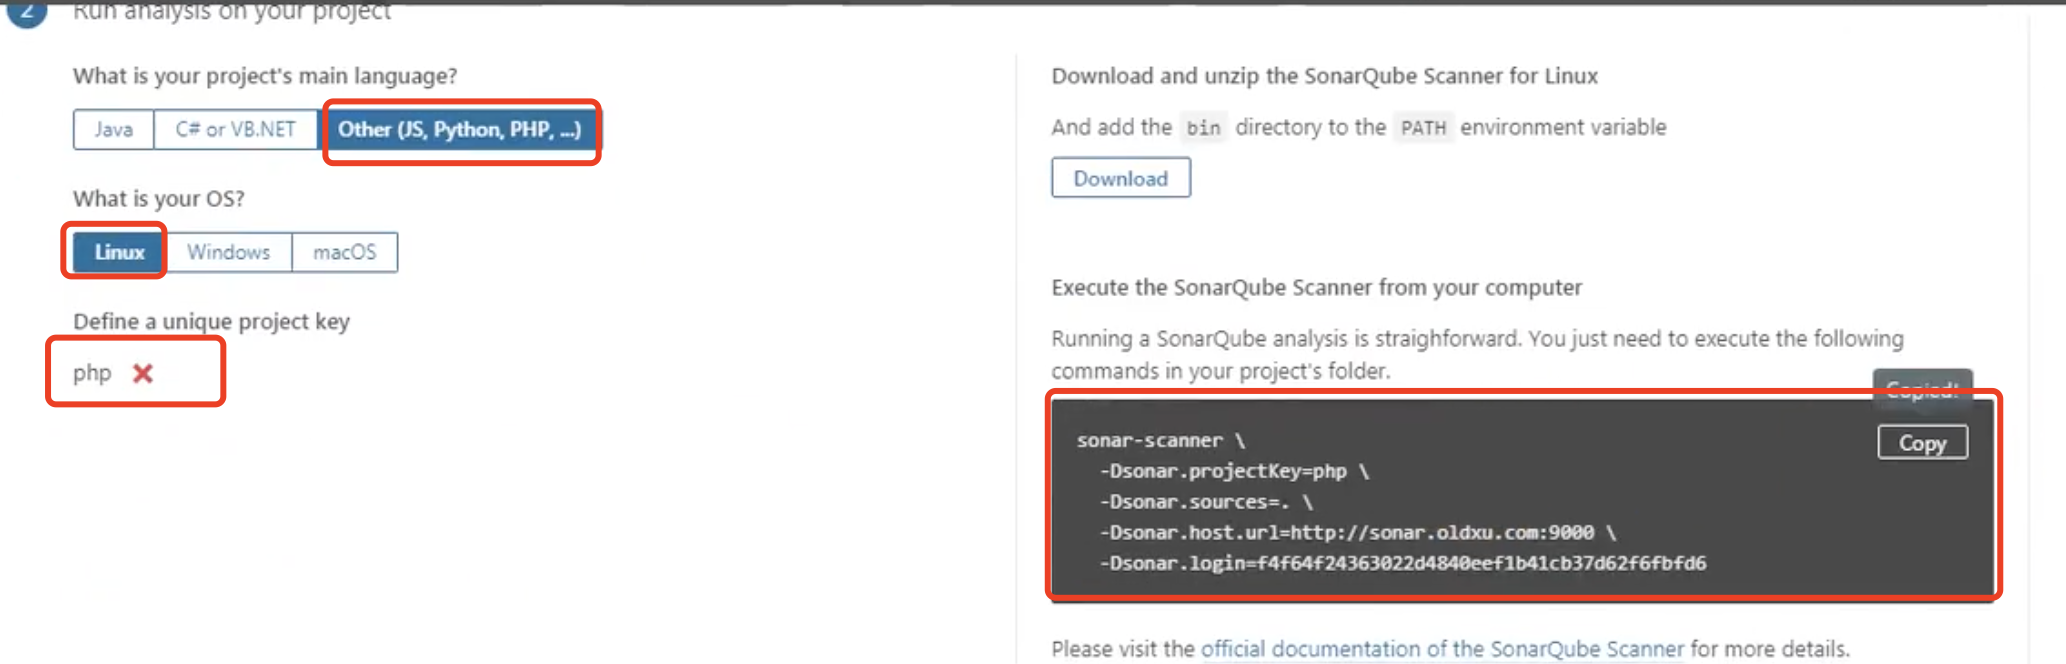 2 Run analysis on your project
What is your project's main language?
Java C# or VB.NET Other (JS, Python, PHP, ...)
What is your OS?
Linux Windows macOS
Define a unique project key
php
Download and unzip the SonarQube Scanner for Linux
And add the bin directory to the PATH environment variable
Download
Execute the SonarQube Scanner from your computer
Running a SonarQube analysis is straighforward. You just need to execute the following
commands in your project's folder.
Copied!
Copy
sonar-scanner \
-Dsonar.projectKey=php \
-Dsonar.sources=. \
-Dsonar.host.url=http://sonar.oldxu.com:9000 \
-Dsonar.login=f4f64f24363022d4840eef1b41cb37d62f6fbfd6
Please visit the official documentation of the SonarQube Scanner for more details.